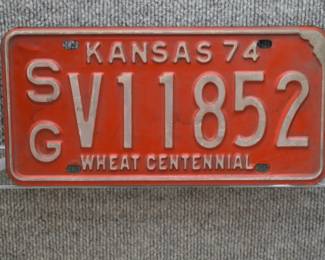 KANSAS 74
SG V11852
WHEAT CENTENNIAL